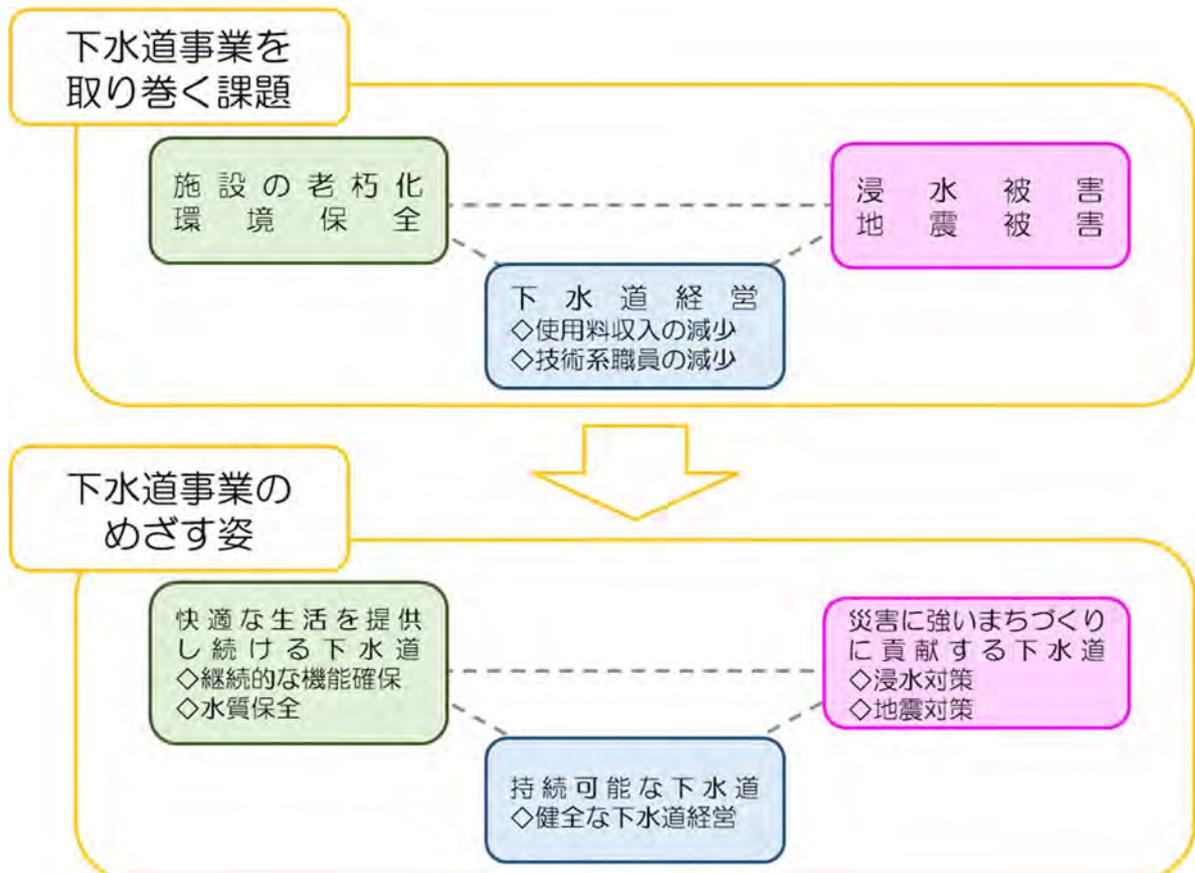 下水道事業を
取り巻く課題
施設の老朽化
環境保全
浸水被害
地震被害
下水道経営
◇使用料収入の減少
◇技術系職員の減少
下水道事業の
めざす姿
快適な生活を提供
し続ける下水道
◇継続的な機能確保
◇水質保全
災害に強いまちづくり
に貢献する下水道
◇浸水対策
◇地震対策
持続可能な下水道
◇健全な下水道経営